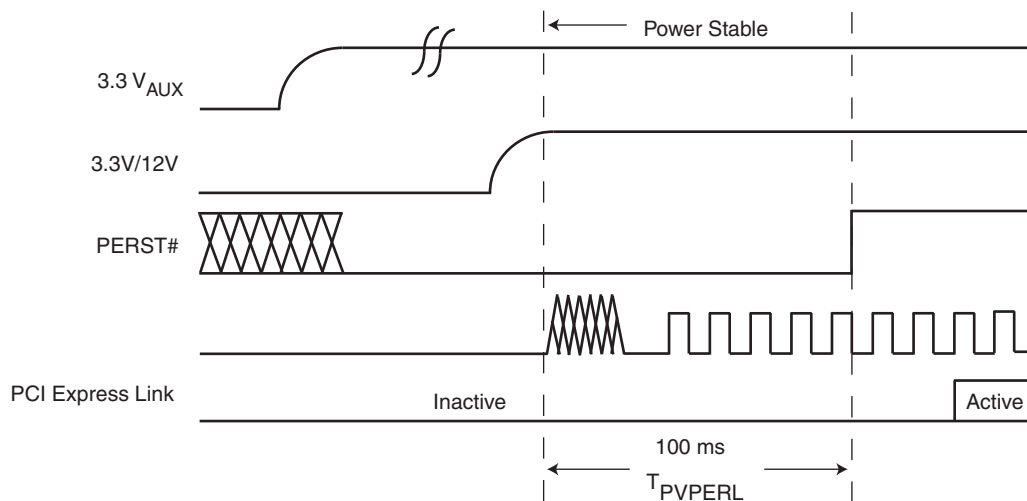 Power Stable
3.3 VAUX
3.3V/12V
PERST#
PCI Express Link
Inactive
Active
100 ms
TPVPERL